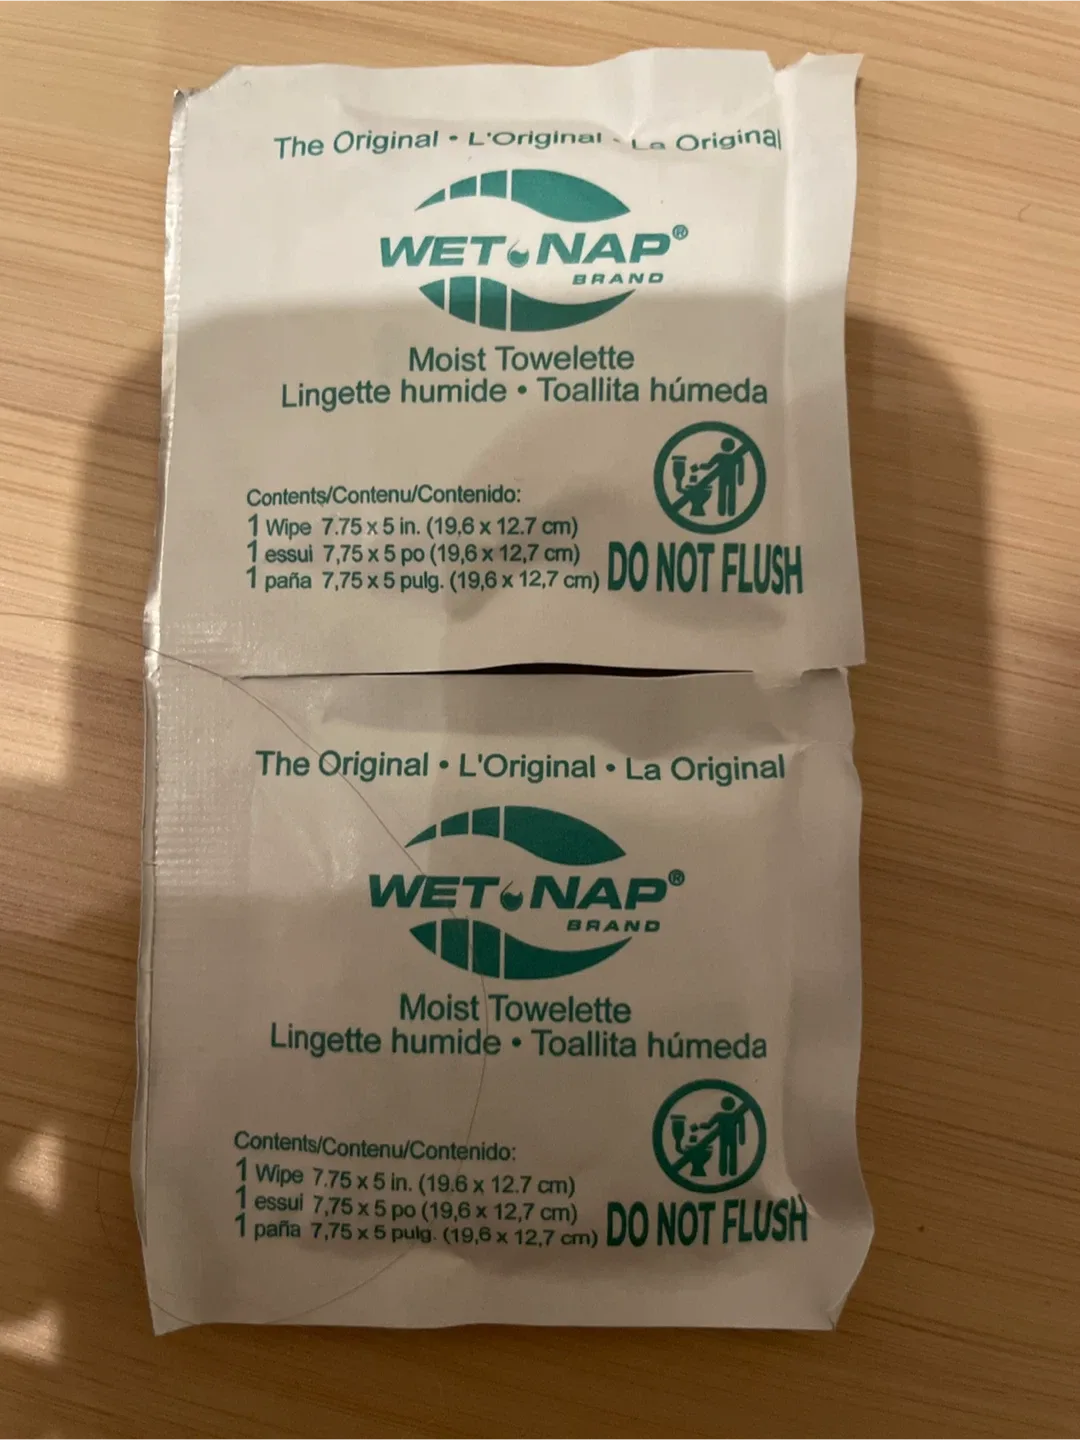 The Original • L'Original • La Original
WET NAP®
BRAND
Moist Towelette
Lingette humide • Toallita húmeda
Contents/Contenu/Contenido:
1 Wipe 7.75 x 5 in. (19,6 x 12.7 cm)
1 essui 7,75 x 5 po (19,6 x 12,7 cm)
1 paña 7,75 x 5 pulg. (19,6 x 12,7 cm)
DO NOT FLUSH
The Original • L'Original • La Original
WET NAP®
BRAND
Moist Towelette
Lingette humide • Toallita húmeda
Contents/Contenu/Contenido:
1 Wipe 7.75 x 5 in. (19.6 x 12.7 cm)
1 essui 7,75 x 5 po (19,6 x 12,7 cm)
1 paña 7,75 x 5 pulg. (19,6 x 12,7 cm)
DO NOT FLUSH